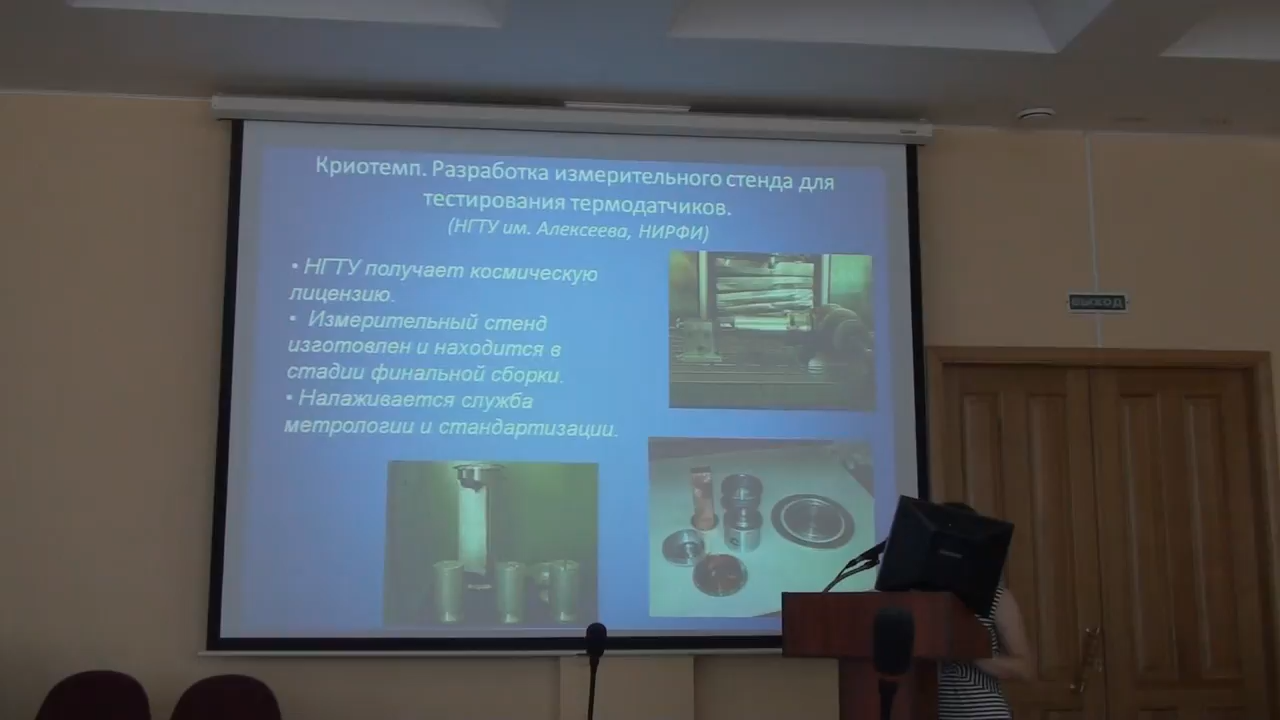 Криотемп. Разработка измерительного стенда для
тестирования термодатчиков.
(НГТУ им. Алексеева, НИРФИ)
• НГТУ получает космическую
лицензию.
• Измерительный стенд
изготовлен и находится в
стадии финальной сборки.
• Налаживается служба
метрологии и стандартизации.
ВЫХОД